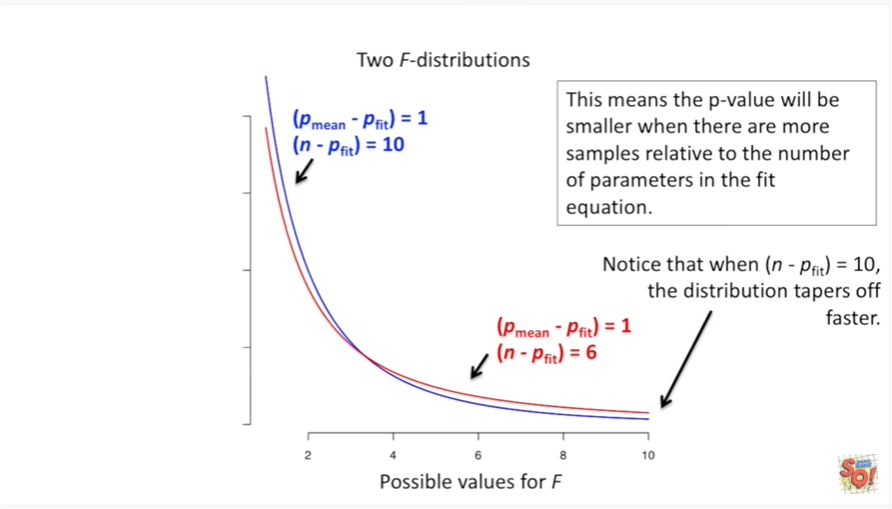 Two F-distributions
(pmean - pfit) = 1
(n - pfit) = 10
This means the p-value will be
smaller when there are more
samples relative to the number
of parameters in the fit
equation.
Notice that when (n - pfit) = 10,
the distribution tapers off
faster.
(pmean - pfit) = 1
(n - pfit) = 6
2 4 6 8 10
Possible values for F